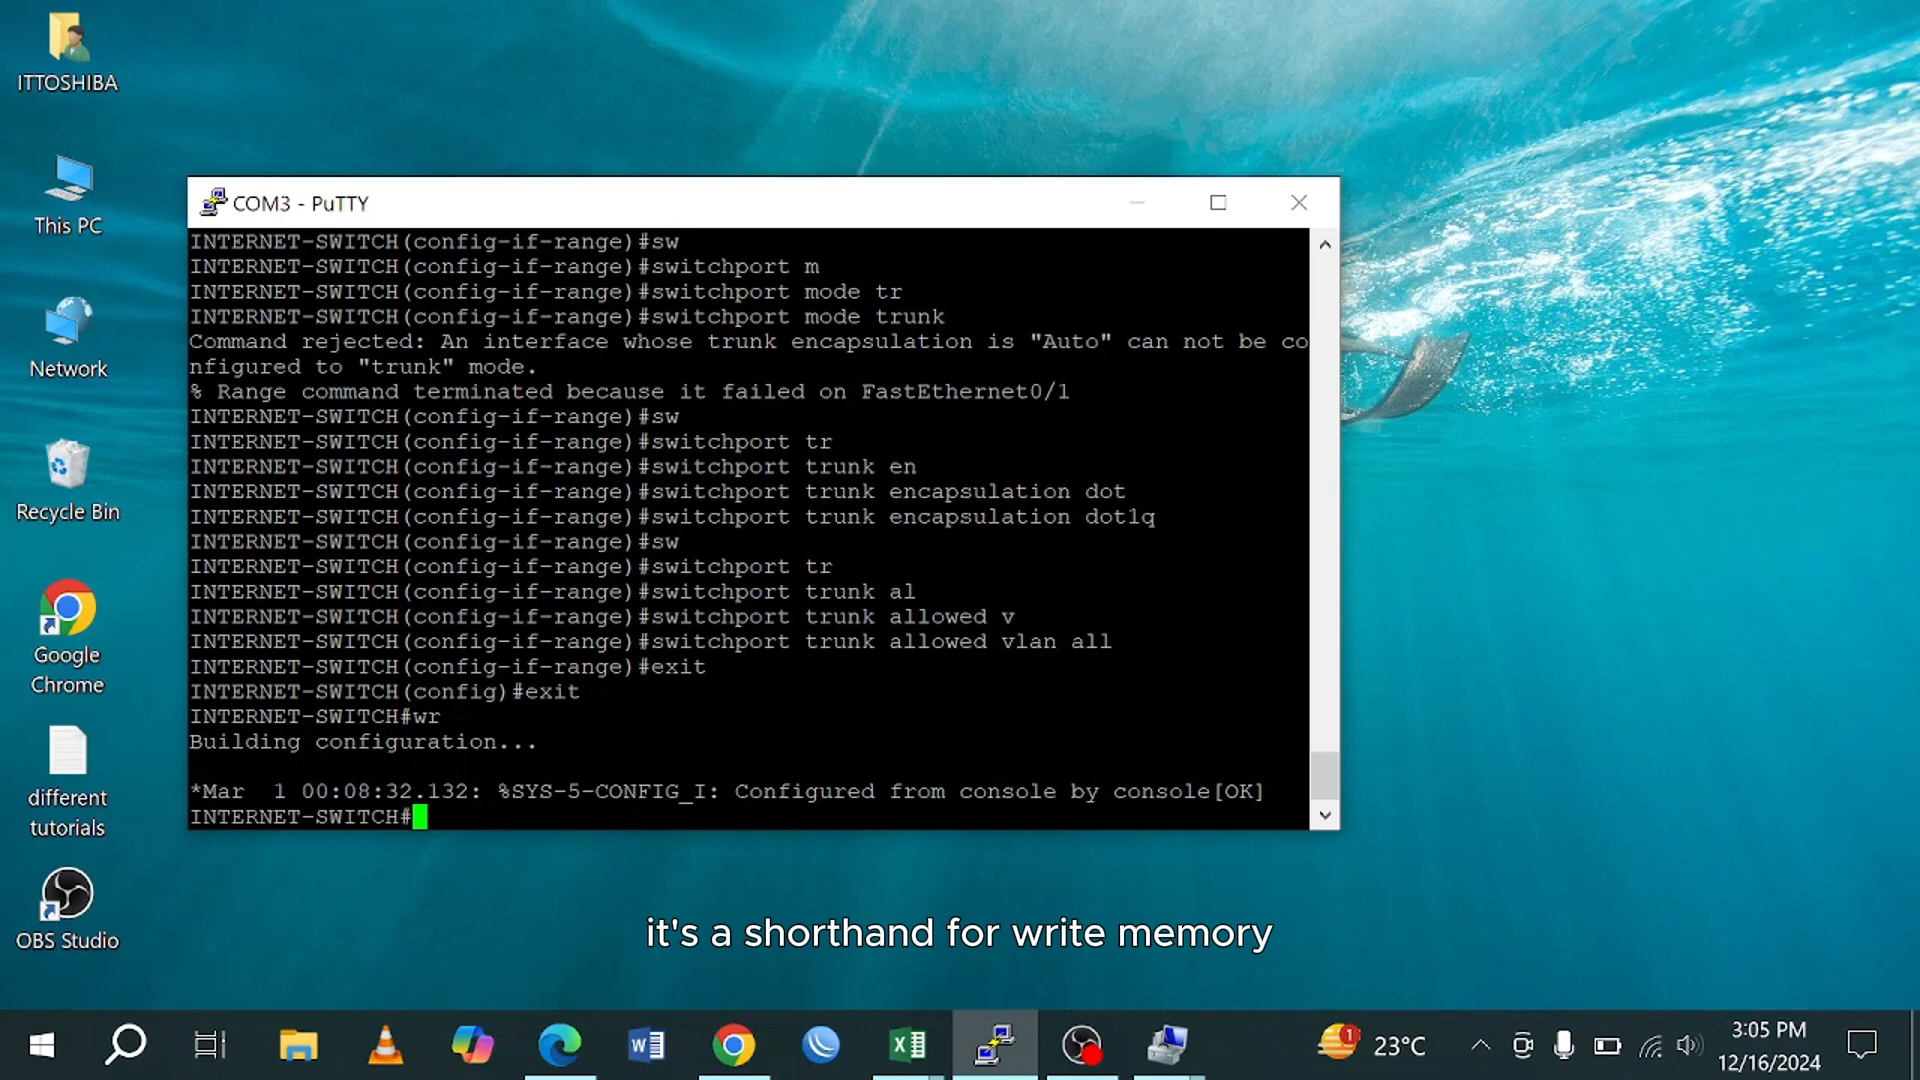 ITTOSHIBA
This PC
Network
Recycle Bin
Google
Chrome
different
tutorials
OBS Studio
COM3 - PuTTY
INTERNET-SWITCH(config-if-range)#sw
INTERNET-SWITCH(config-if-range)#switchport m
INTERNET-SWITCH(config-if-range)#switchport mode tr
INTERNET-SWITCH(config-if-range)#switchport mode trunk
Command rejected: An interface whose trunk encapsulation is "Auto" can not be co
nfigured to "trunk" mode.
% Range command terminated because it failed on FastEthernet0/1
INTERNET-SWITCH(config-if-range)#sw
INTERNET-SWITCH(config-if-range)#switchport tr
INTERNET-SWITCH(config-if-range)#switchport trunk en
INTERNET-SWITCH(config-if-range)#switchport trunk encapsulation dot
INTERNET-SWITCH(config-if-range)#switchport trunk encapsulation dot1q
INTERNET-SWITCH(config-if-range)#sw
INTERNET-SWITCH(config-if-range)#switchport tr
INTERNET-SWITCH(config-if-range)#switchport trunk al
INTERNET-SWITCH(config-if-range)#switchport trunk allowed v
INTERNET-SWITCH(config-if-range)#switchport trunk allowed vlan all
INTERNET-SWITCH(config-if-range)#exit
INTERNET-SWITCH(config)#exit
INTERNET-SWITCH#wr
Building configuration...
*Mar  1 00:08:32.132: %SYS-5-CONFIG_I: Configured from console by console[OK]
INTERNET-SWITCH#
it's a shorthand for write memory
1
23°C
3:05 PM
12/16/2024